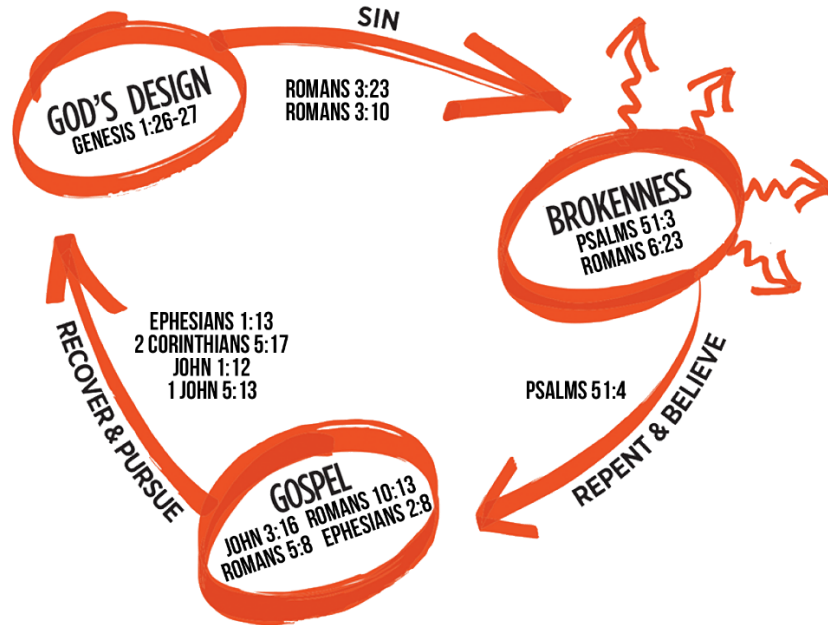 SIN
GOD'S DESIGN
GENESIS 1:26-27
ROMANS 3:23
ROMANS 3:10
BROKENNESS
PSALMS 51:3
ROMANS 6:23
EPHESIANS 1:13
2 CORINTHIANS 5:17
JOHN 1:12
1 JOHN 5:13
RECOVER & PURSUE
PSALMS 51:4
REPENT & BELIEVE
GOSPEL
JOHN 3:16 ROMANS 10:13
ROMANS 5:8 EPHESIANS 2:8